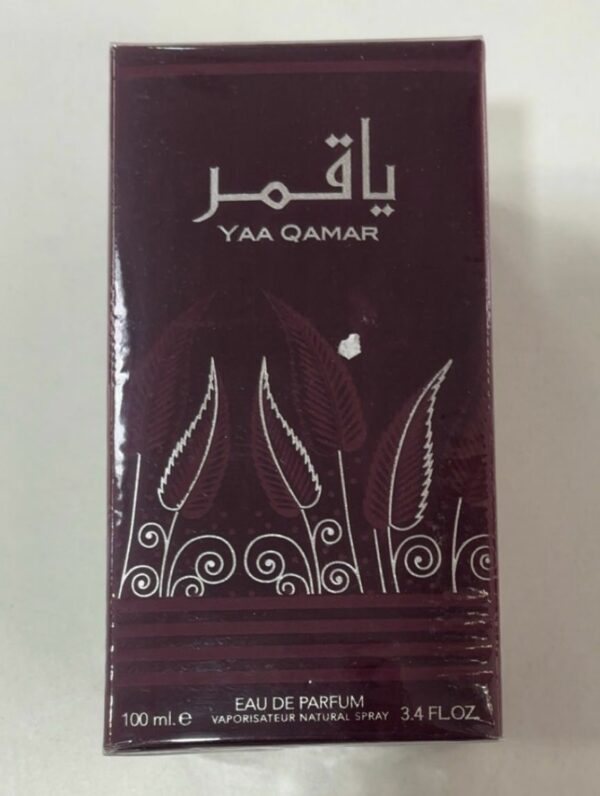 ياقمر
YAA QAMAR
EAU DE PARFUM
100 ml. e VAPORISATEUR NATURAL SPRAY 3.4 FL.OZ.